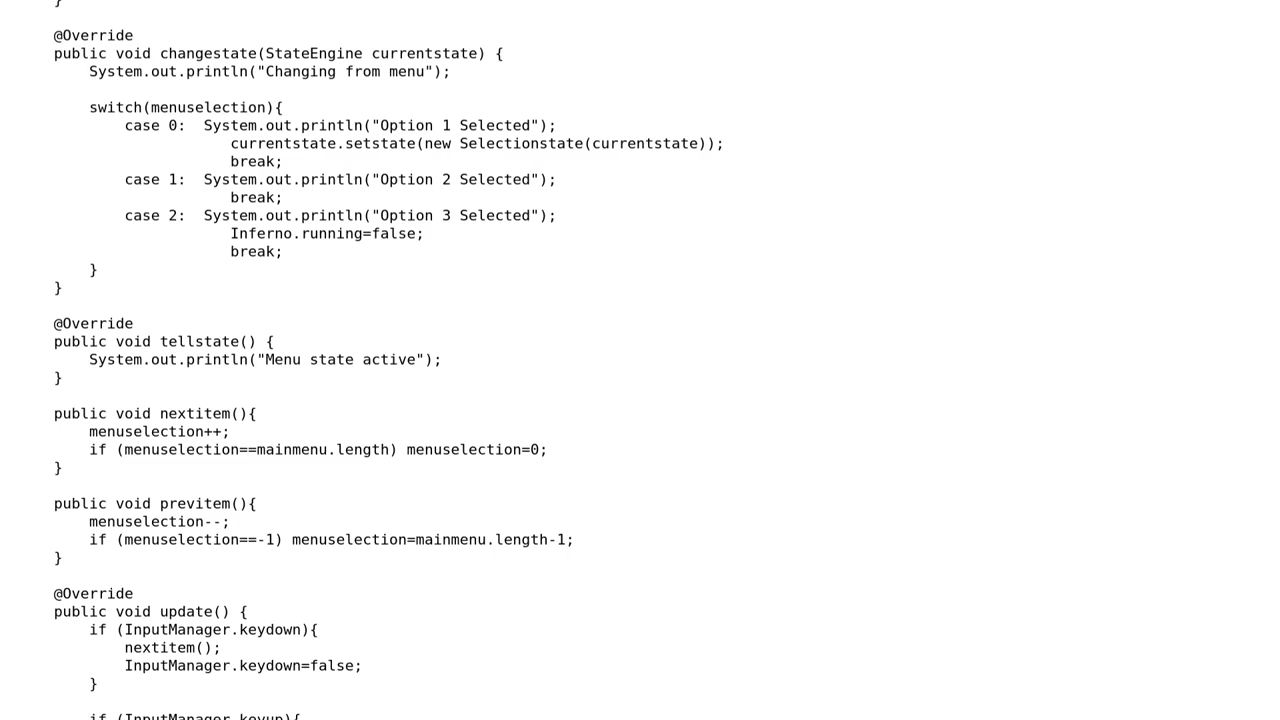 }
@Override
public void changestate(StateEngine currentstate) {
System.out.println("Changing from menu");
switch(menuselection){
case 0:  System.out.println("Option 1 Selected");
currentstate.setstate(new Selectionstate(currentstate));
break;
case 1:  System.out.println("Option 2 Selected");
break;
case 2:  System.out.println("Option 3 Selected");
Inferno.running=false;
break;
}
}
@Override
public void tellstate() {
System.out.println("Menu state active");
}
public void nextitem(){
menuselection++;
if (menuselection==mainmenu.length) menuselection=0;
}
public void previtem(){
menuselection--;
if (menuselection==-1) menuselection=mainmenu.length-1;
}
@Override
public void update() {
if (InputManager.keydown){
nextitem();
InputManager.keydown=false;
}
if (InputManager.keyup){